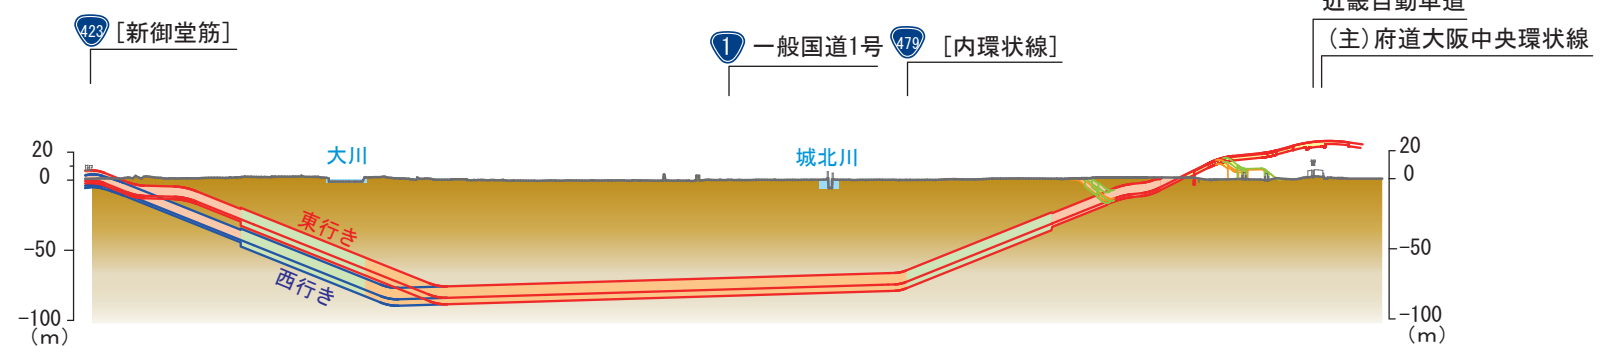 近畿自動車道
423 [新御堂筋]
1 一般国道1号
479 [内環状線]
(主)府道大阪中央環状線
20
0
-50
-100
(m)
大川
城北川
東行き
西行き
20
0
-50
-100
(m)